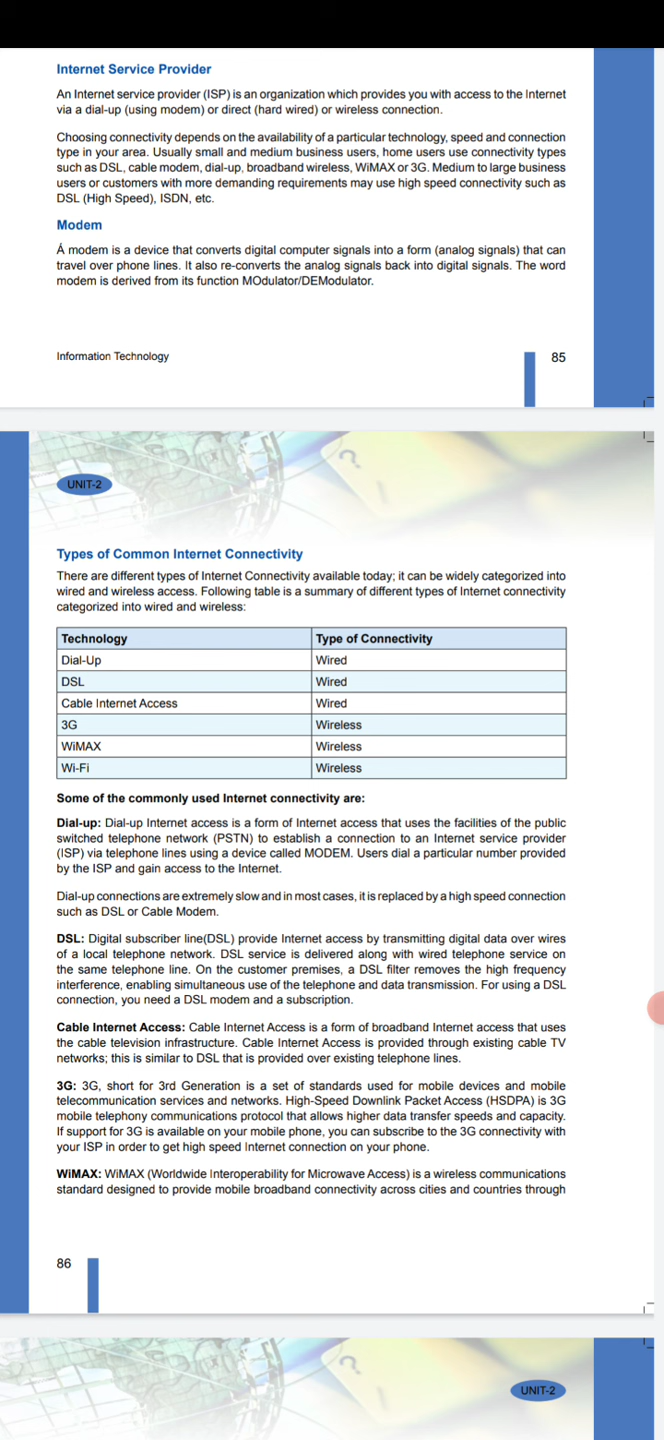 Internet Service Provider
An Internet service provider (ISP) is an organization which provides you with access to the Internet
via a dial-up (using modem) or direct (hard wired) or wireless connection.
Choosing connectivity depends on the availability of a particular technology, speed and connection
type in your area. Usually small and medium business users, home users use connectivity types
such as DSL, cable modem, dial-up, broadband wireless, WiMAX or 3G. Medium to large business
users or customers with more demanding requirements may use high speed connectivity such as
DSL (High Speed), ISDN, etc.
Modem
Á modem is a device that converts digital computer signals into a form (analog signals) that can
travel over phone lines. It also re-converts the analog signals back into digital signals. The word
modem is derived from its function MOdulator/DEModulator.
Information Technology
85
UNIT-2
Types of Common Internet Connectivity
There are different types of Internet Connectivity available today; it can be widely categorized into
wired and wireless access. Following table is a summary of different types of Internet connectivity
categorized into wired and wireless:
Technology Type of Connectivity
Dial-Up Wired
DSL Wired
Cable Internet Access Wired
3G Wireless
WiMAX Wireless
Wi-Fi Wireless
Some of the commonly used Internet connectivity are:
Dial-up: Dial-up Internet access is a form of Internet access that uses the facilities of the public
switched telephone network (PSTN) to establish a connection to an Internet service provider
(ISP) via telephone lines using a device called MODEM. Users dial a particular number provided
by the ISP and gain access to the Internet.
Dial-up connections are extremely slow and in most cases, it is replaced by a high speed connection
such as DSL or Cable Modem.
DSL: Digital subscriber line(DSL) provide Internet access by transmitting digital data over wires
of a local telephone network. DSL service is delivered along with wired telephone service on
the same telephone line. On the customer premises, a DSL filter removes the high frequency
interference, enabling simultaneous use of the telephone and data transmission. For using a DSL
connection, you need a DSL modem and a subscription.
Cable Internet Access: Cable Internet Access is a form of broadband Internet access that uses
the cable television infrastructure. Cable Internet Access is provided through existing cable TV
networks; this is similar to DSL that is provided over existing telephone lines.
3G: 3G, short for 3rd Generation is a set of standards used for mobile devices and mobile
telecommunication services and networks. High-Speed Downlink Packet Access (HSDPA) is 3G
mobile telephony communications protocol that allows higher data transfer speeds and capacity.
If support for 3G is available on your mobile phone, you can subscribe to the 3G connectivity with
your ISP in order to get high speed Internet connection on your phone.
WiMAX: WiMAX (Worldwide Interoperability for Microwave Access) is a wireless communications
standard designed to provide mobile broadband connectivity across cities and countries through
86
UNIT-2